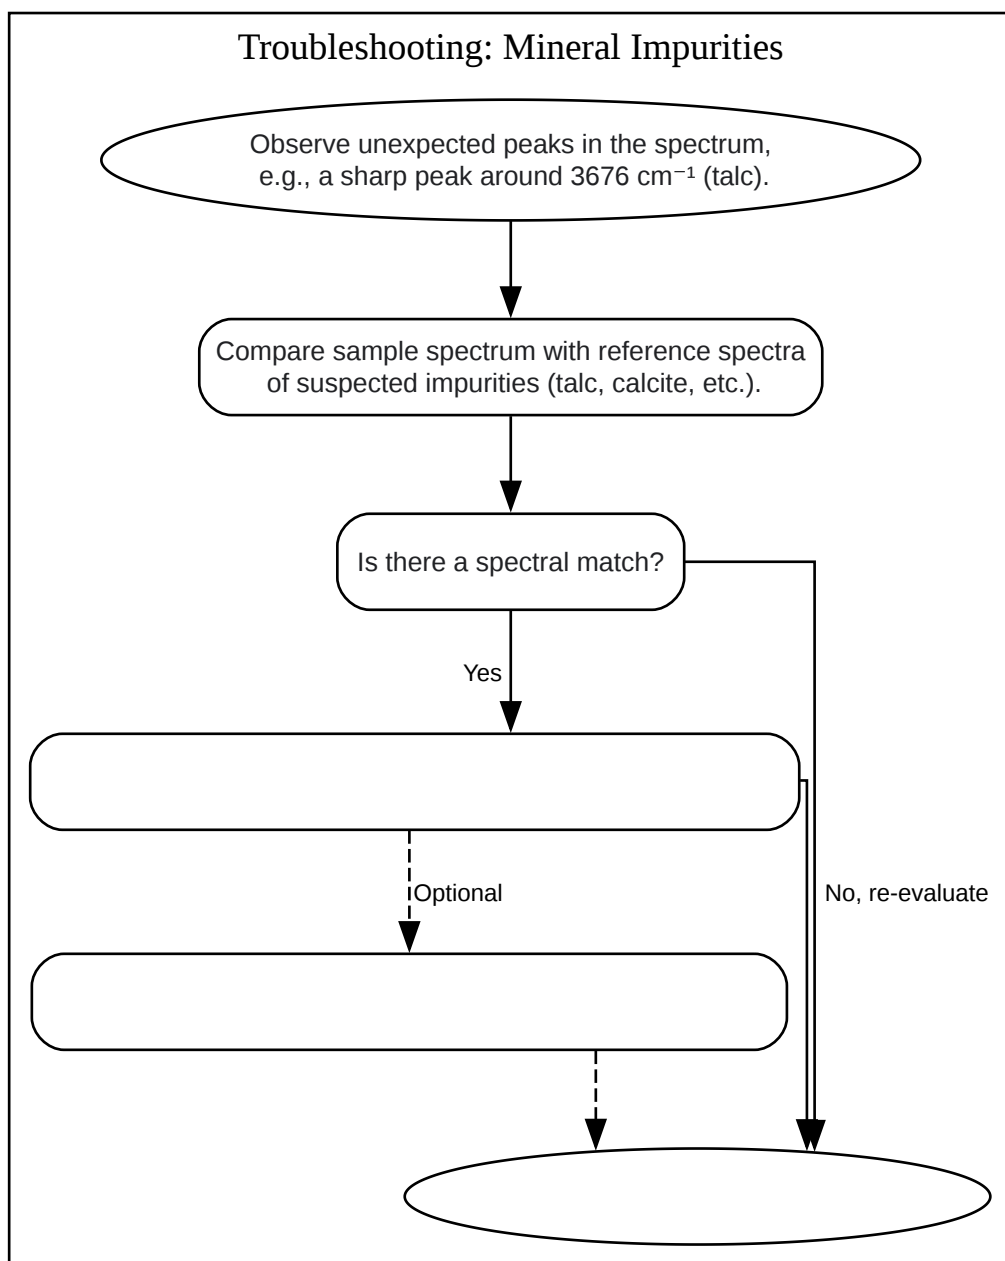 Troubleshooting: Mineral Impurities
Observe unexpected peaks in the spectrum,
e.g., a sharp peak around 3676 cm⁻¹ (talc).
Compare sample spectrum with reference spectra
of suspected impurities (talc, calcite, etc.).
Is there a spectral match?
Yes
Optional
No, re-evaluate